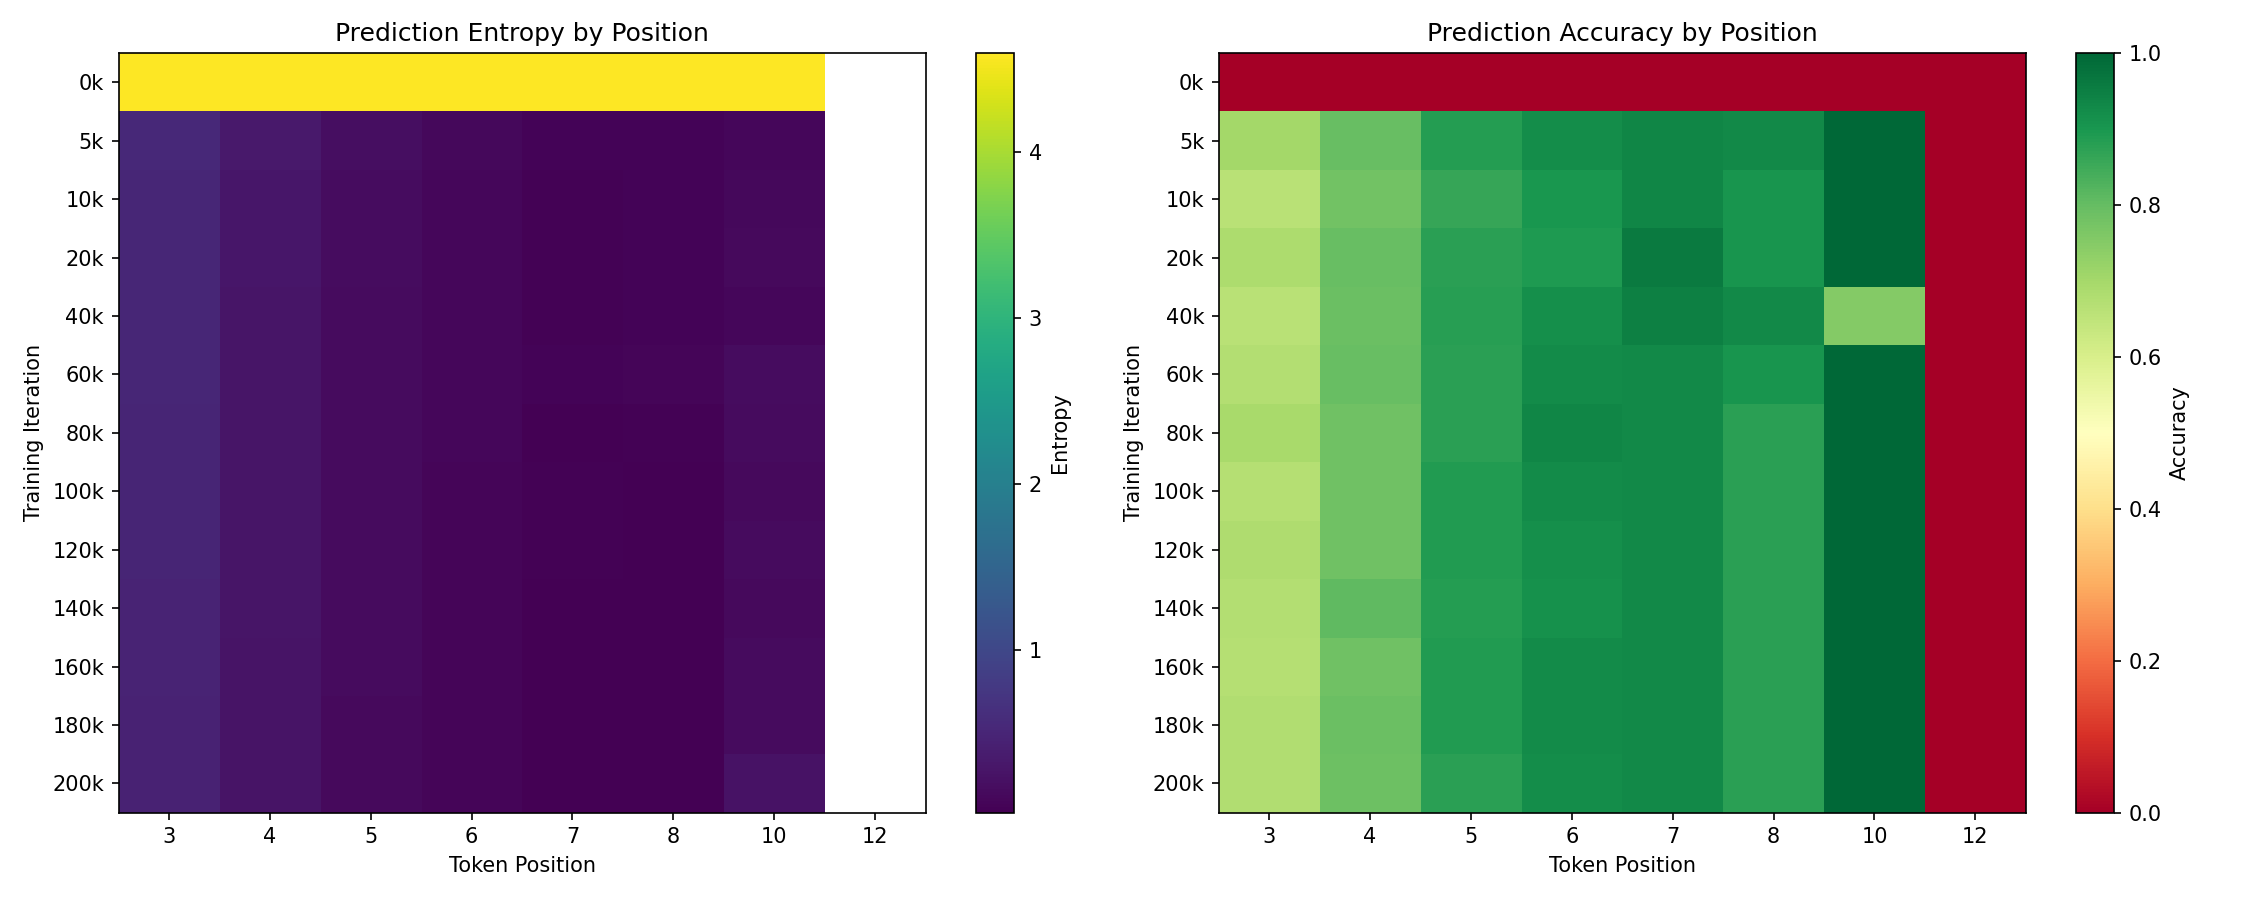 Prediction Entropy by Position
0k
5k
10k
20k
40k
60k
80k
100k
120k
140k
160k
180k
200k
Training Iteration
3 4 5 6 7 8 10 12
Token Position
4
3
2
1
Entropy
Prediction Accuracy by Position
0k
5k
10k
20k
40k
60k
80k
100k
120k
140k
160k
180k
200k
Training Iteration
3 4 5 6 7 8 10 12
Token Position
1.0
0.8
0.6
0.4
0.2
0.0
Accuracy